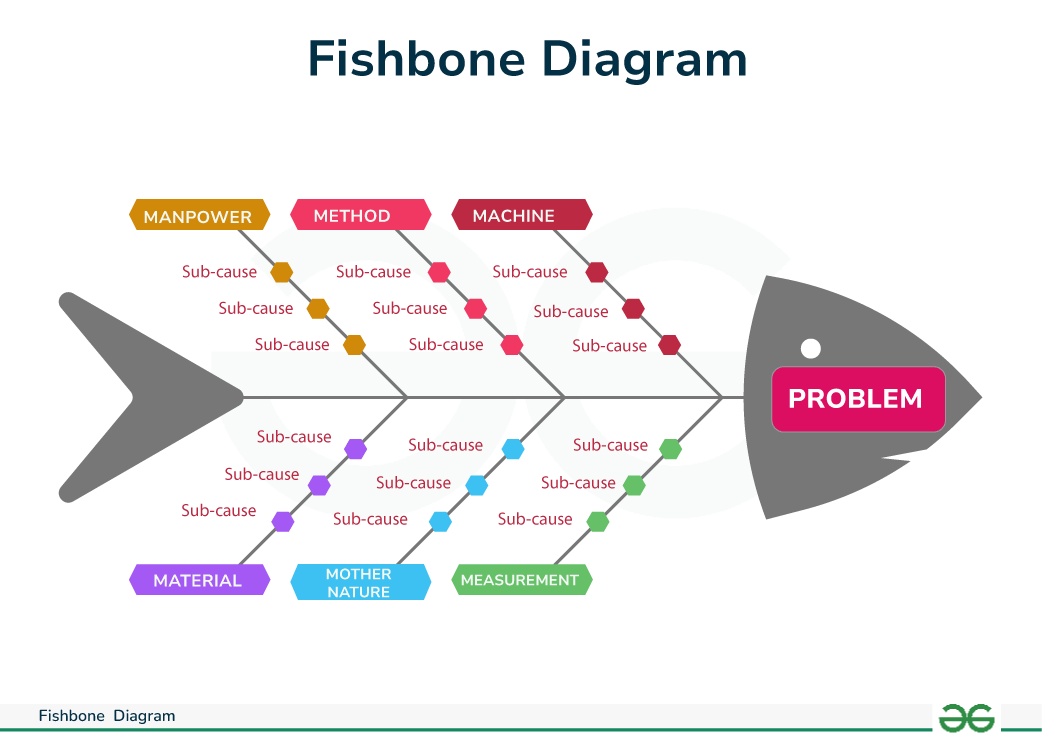 Fishbone Diagram
MANPOWER
METHOD
MACHINE
Sub-cause
Sub-cause
Sub-cause
Sub-cause
Sub-cause
Sub-cause
Sub-cause
Sub-cause
Sub-cause
PROBLEM
Sub-cause
Sub-cause
Sub-cause
Sub-cause
Sub-cause
Sub-cause
Sub-cause
Sub-cause
Sub-cause
MATERIAL
MOTHER
NATURE
MEASUREMENT
Fishbone Diagram